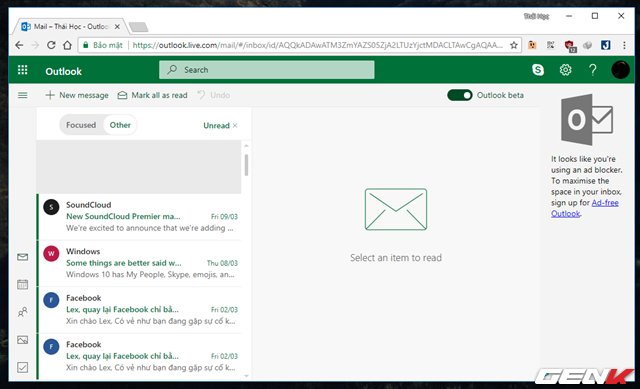 Thái Học
Mail – Thái Học - Outlook
Bảo mật
https://outlook.live.com/mail/#/inbox/id/AQQkADAwATM3ZmYAZS05ZjA2LTUzYjctMDACLTAwCgAQAA...
12
Outlook
Search
New message
Mark all as read
Undo
Outlook beta
Focused
Other
Unread
It looks like you're
using an ad blocker.
To maximise the
space in your inbox,
sign up for Ad-free
Outlook.
S
SoundCloud
New SoundCloud Premier ma...
Fri 09/03
We're excited to announce that we're adding ...
W
Windows
Some things are better said w...
Thu 08/03
Windows 10 has My People, Skype, emojis, an...
F
Facebook
Lex, quay lại Facebook chỉ bằ...
Fri 02/03
Xin chào Lex, Có vẻ như bạn đang gặp sự cố k...
F
Facebook
Lex, quay lại Facebook chỉ bằ...
Fri 02/03
Xin chào Lex, Có vẻ như bạn đang gặp sự cố k...
Select an item to read
GENK